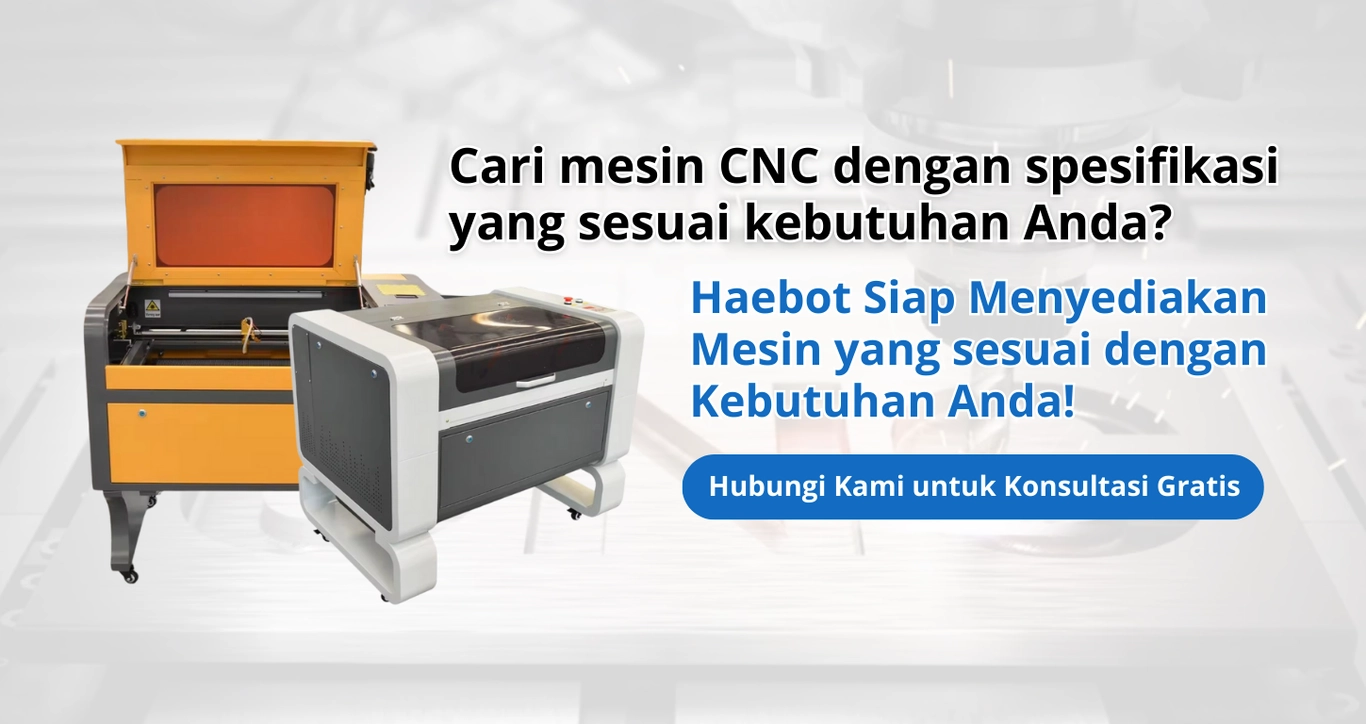 Cari mesin CNC dengan spesifikasi
yang sesuai kebutuhan Anda?
Haebot Siap Menyediakan
Mesin yang sesuai dengan
Kebutuhan Anda!
Hubungi Kami untuk Konsultasi Gratis